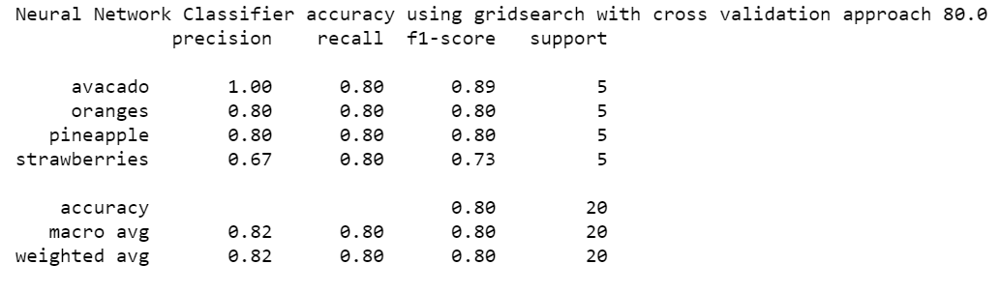 Neural Network Classifier accuracy using gridsearch with cross validation approach 80.0
precision recall f1-score support
avacado 1.00 0.80 0.89 5
oranges 0.80 0.80 0.80 5
pineapple 0.80 0.80 0.80 5
strawberries 0.67 0.80 0.73 5
accuracy 0.80 20
macro avg 0.82 0.80 0.80 20
weighted avg 0.82 0.80 0.80 20